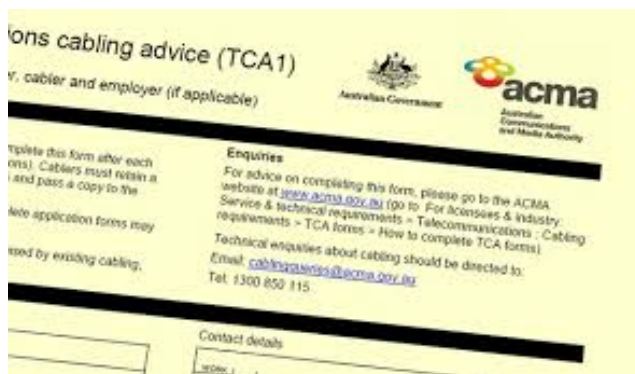 ons cabling advice (TCA1)
r, cabler and employer (if applicable)
Australian Government
acma
Australian
Communications
and Media Authority
mplete this form after each
ons). Cablers must retain a
and pass a copy to the
lete application forms may
sed by existing cabling,
Enquiries
For advice on completing this form, please go to the ACMA
website at www.acma.gov.au (go to For licensees & industry:
Service & technical requirements > Telecommunications : Cabling
requirements > TCA forms > How to complete TCA forms)
Technical enquiries about cabling should be directed to:
Email: cablingqueries@acma.gov.au
Tel: 1300 850 115
Contact details